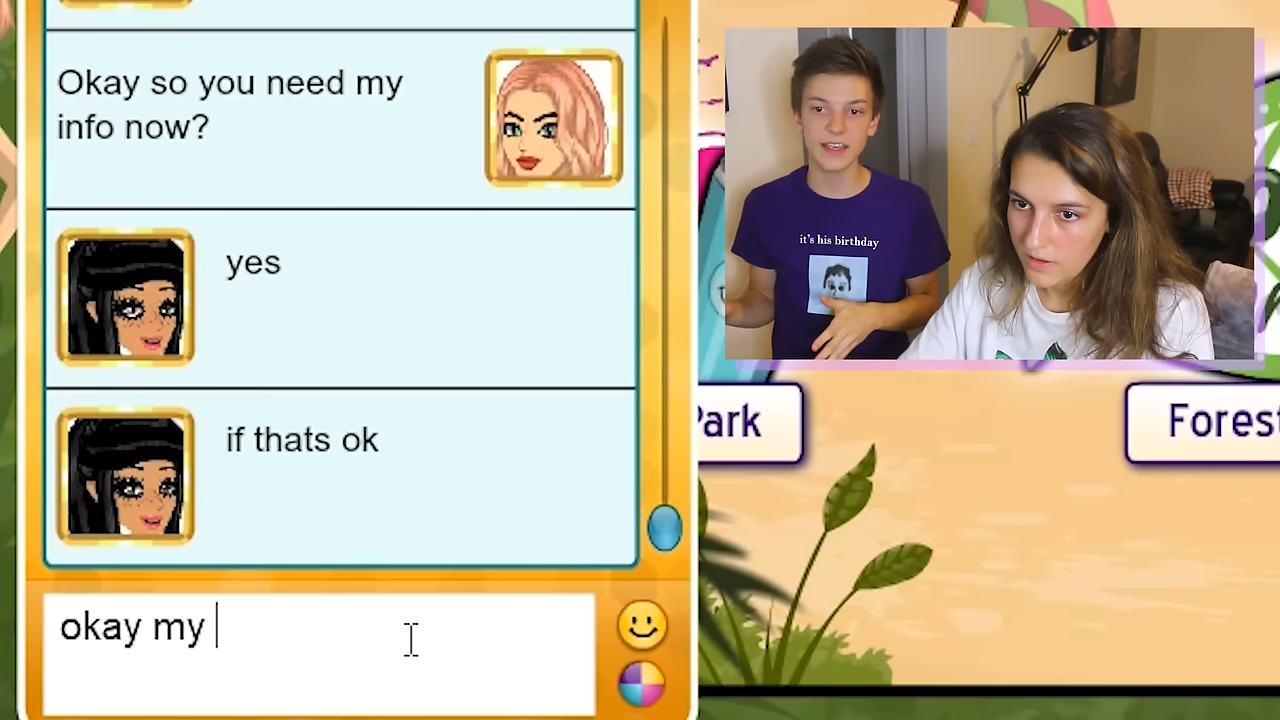 Okay so you need my
info now?
it's his birthday
yes
if thats ok
Park
Forest
okay my